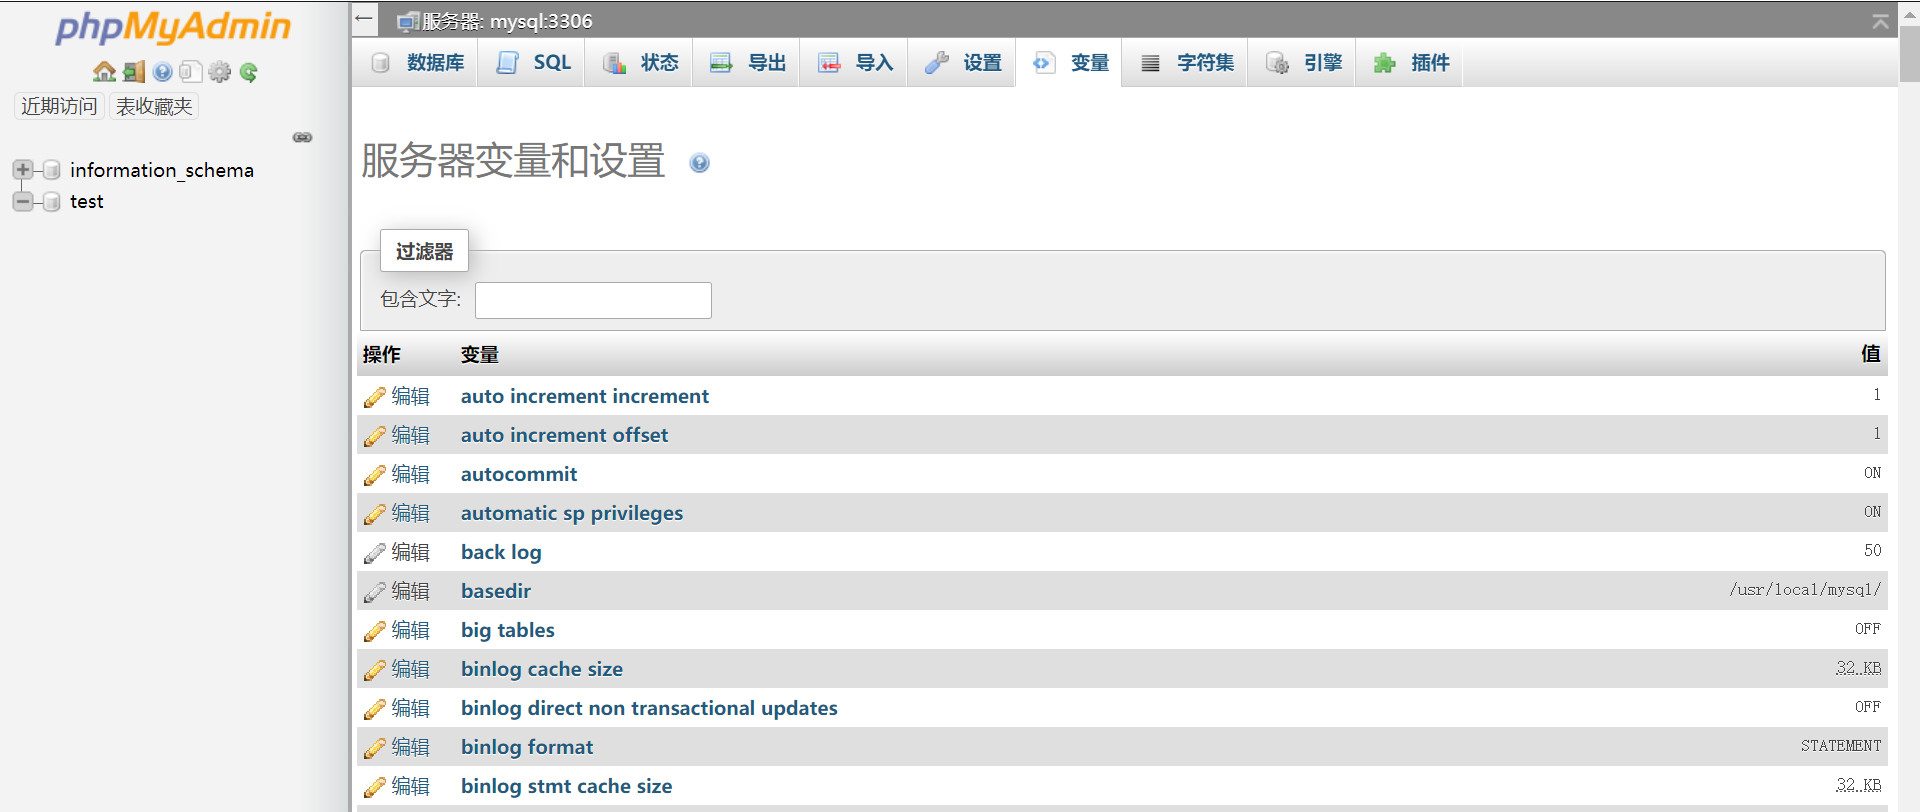 phpMyAdmin
近期访问 表收藏夹
information_schema
test
服务器: mysql:3306
数据库 SQL 状态 导出 导入 设置 变量 字符集 引擎 插件
服务器变量和设置
过滤器
包含文字:
操作 变量 值
编辑 auto increment increment 1
编辑 auto increment offset 1
编辑 autocommit ON
编辑 automatic sp privileges ON
编辑 back log 50
编辑 basedir /usr/local/mysql/
编辑 big tables OFF
编辑 binlog cache size 32 KB
编辑 binlog direct non transactional updates OFF
编辑 binlog format STATEMENT
编辑 binlog stmt cache size 32 KB